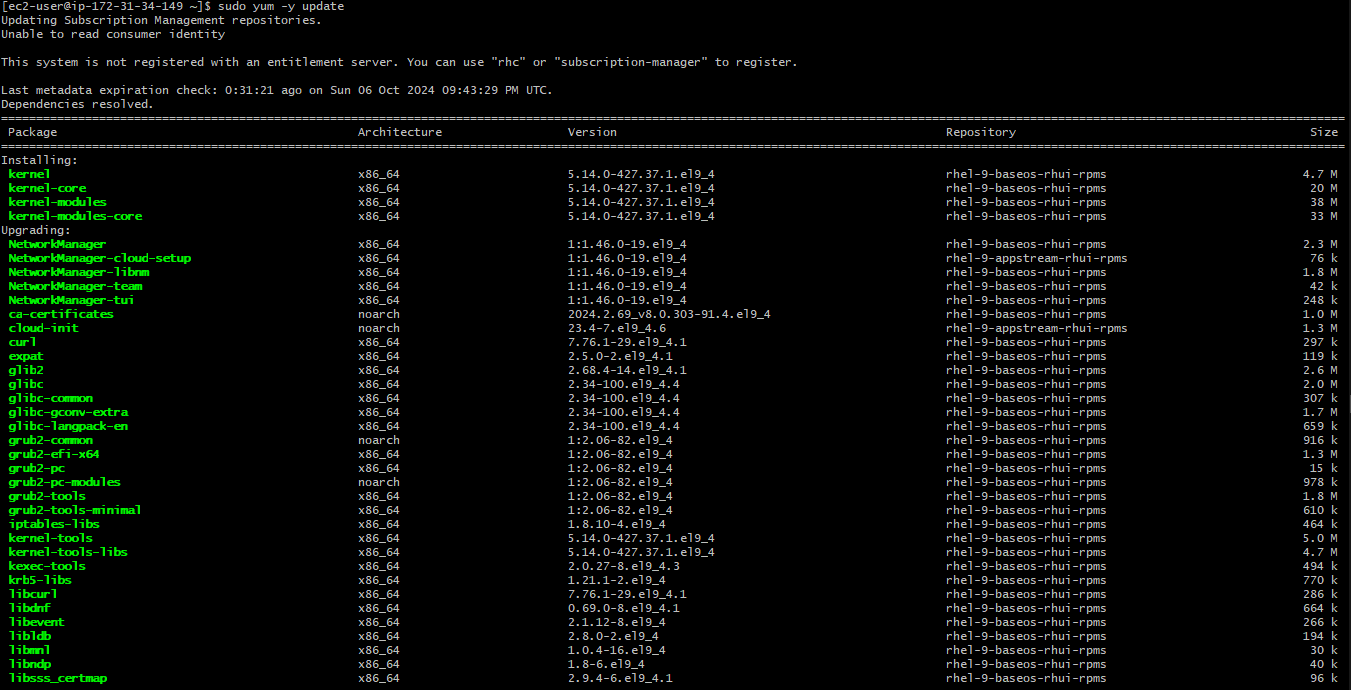 [ec2-user@ip-172-31-34-149 ~]$ sudo yum -y update
Updating Subscription Management repositories.
Unable to read consumer identity
This system is not registered with an entitlement server. You can use "rhc" or "subscription-manager" to register.
Last metadata expiration check: 0:31:21 ago on Sun 06 Oct 2024 09:43:29 PM UTC.
Dependencies resolved.
Package Architecture Version Repository Size
Installing:
kernel x86_64 5.14.0-427.37.1.el9_4 rhel-9-baseos-rhui-rpms 4.7 M
kernel-core x86_64 5.14.0-427.37.1.el9_4 rhel-9-baseos-rhui-rpms 20 M
kernel-modules x86_64 5.14.0-427.37.1.el9_4 rhel-9-baseos-rhui-rpms 38 M
kernel-modules-core x86_64 5.14.0-427.37.1.el9_4 rhel-9-baseos-rhui-rpms 33 M
Upgrading:
NetworkManager x86_64 1:1.46.0-19.el9_4 rhel-9-baseos-rhui-rpms 2.3 M
NetworkManager-cloud-setup x86_64 1:1.46.0-19.el9_4 rhel-9-appstream-rhui-rpms 76 k
NetworkManager-libnm x86_64 1:1.46.0-19.el9_4 rhel-9-baseos-rhui-rpms 1.8 M
NetworkManager-team x86_64 1:1.46.0-19.el9_4 rhel-9-baseos-rhui-rpms 42 k
NetworkManager-tui x86_64 1:1.46.0-19.el9_4 rhel-9-baseos-rhui-rpms 248 k
ca-certificates noarch 2024.2.69_v8.0.303-91.4.el9_4 rhel-9-baseos-rhui-rpms 1.0 M
cloud-init noarch 23.4-7.el9_4.6 rhel-9-appstream-rhui-rpms 1.3 M
curl x86_64 7.76.1-29.el9_4.1 rhel-9-baseos-rhui-rpms 297 k
expat x86_64 2.5.0-2.el9_4.1 rhel-9-baseos-rhui-rpms 119 k
glib2 x86_64 2.68.4-14.el9_4.1 rhel-9-baseos-rhui-rpms 2.6 M
glibc x86_64 2.34-100.el9_4.4 rhel-9-baseos-rhui-rpms 2.0 M
glibc-common x86_64 2.34-100.el9_4.4 rhel-9-baseos-rhui-rpms 307 k
glibc-gconv-extra x86_64 2.34-100.el9_4.4 rhel-9-baseos-rhui-rpms 1.7 M
glibc-langpack-en x86_64 2.34-100.el9_4.4 rhel-9-baseos-rhui-rpms 659 k
grub2-common noarch 1:2.06-82.el9_4 rhel-9-baseos-rhui-rpms 916 k
grub2-efi-x64 x86_64 1:2.06-82.el9_4 rhel-9-baseos-rhui-rpms 1.3 M
grub2-pc x86_64 1:2.06-82.el9_4 rhel-9-baseos-rhui-rpms 15 k
grub2-pc-modules noarch 1:2.06-82.el9_4 rhel-9-baseos-rhui-rpms 978 k
grub2-tools x86_64 1:2.06-82.el9_4 rhel-9-baseos-rhui-rpms 1.8 M
grub2-tools-minimal x86_64 1:2.06-82.el9_4 rhel-9-baseos-rhui-rpms 610 k
iptables-libs x86_64 1.8.10-4.el9_4 rhel-9-baseos-rhui-rpms 464 k
kernel-tools x86_64 5.14.0-427.37.1.el9_4 rhel-9-baseos-rhui-rpms 5.0 M
kernel-tools-libs x86_64 5.14.0-427.37.1.el9_4 rhel-9-baseos-rhui-rpms 4.7 M
kexec-tools x86_64 2.0.27-8.el9_4.3 rhel-9-baseos-rhui-rpms 494 k
krb5-libs x86_64 1.21.1-2.el9_4 rhel-9-baseos-rhui-rpms 770 k
libcurl x86_64 7.76.1-29.el9_4.1 rhel-9-baseos-rhui-rpms 286 k
libdnf x86_64 0.69.0-8.el9_4.1 rhel-9-baseos-rhui-rpms 664 k
libevent x86_64 2.1.12-8.el9_4 rhel-9-baseos-rhui-rpms 266 k
libldb x86_64 2.8.0-2.el9_4 rhel-9-baseos-rhui-rpms 194 k
libmnl x86_64 1.0.4-16.el9_4 rhel-9-baseos-rhui-rpms 30 k
libndp x86_64 1.8-6.el9_4 rhel-9-baseos-rhui-rpms 40 k
libsss_certmap x86_64 2.9.4-6.el9_4.1 rhel-9-baseos-rhui-rpms 96 k